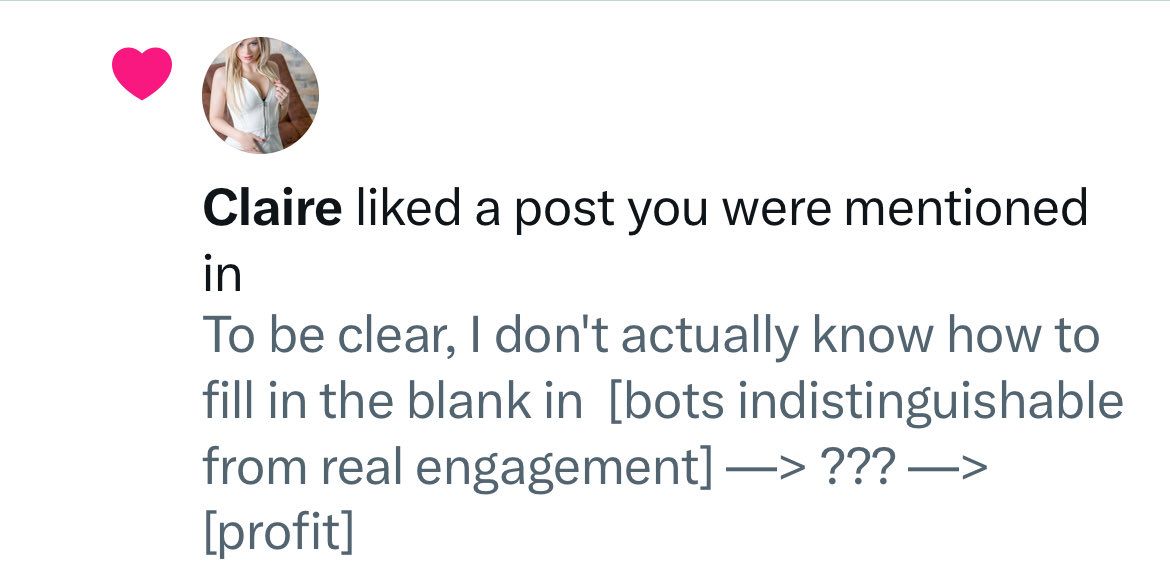 Claire liked a post you were mentioned
in
To be clear, I don't actually know how to
fill in the blank in  [bots indistinguishable
from real engagement] —> ??? —>
[profit]